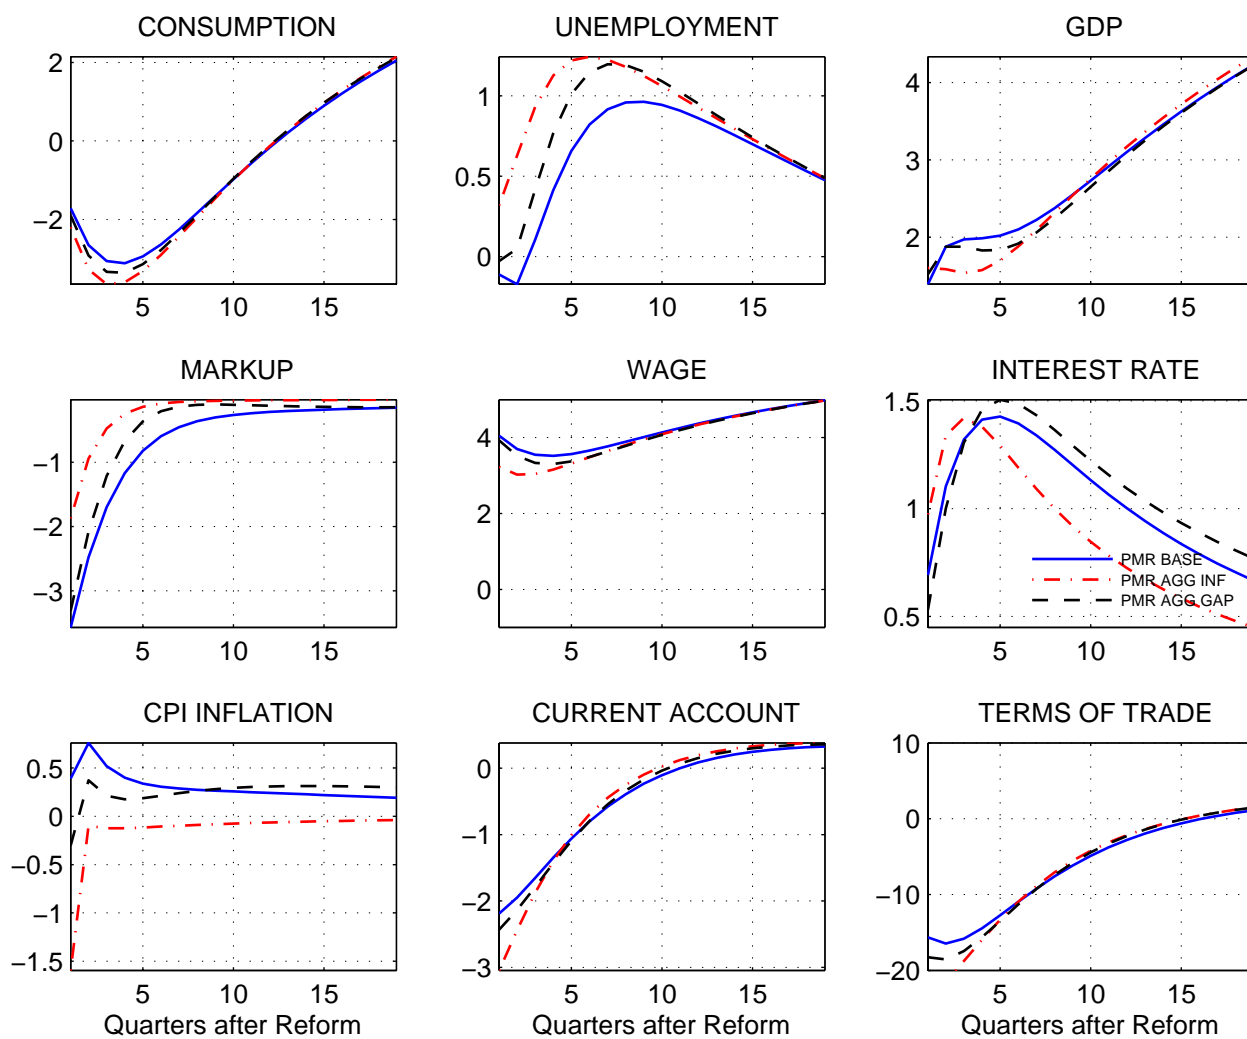 CONSUMPTION
2
0
−2
5 10 15
UNEMPLOYMENT
1
0.5
0
5 10 15
GDP
4
3
2
5 10 15
MARKUP
−1
−2
−3
5 10 15
WAGE
4
2
0
5 10 15
INTEREST RATE
1.5
1
0.5
PMR BASE
PMR AGG INF
PMR AGG GAP
5 10 15
CPI INFLATION
0.5
0
−0.5
−1
−1.5
5 10 15
Quarters after Reform
CURRENT ACCOUNT
0
−1
−2
−3
5 10 15
Quarters after Reform
TERMS OF TRADE
10
0
−10
−20
5 10 15
Quarters after Reform